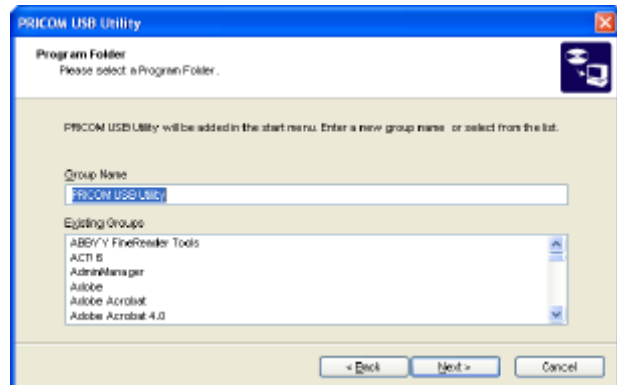 PRICOM USB Utility
Program Folder
Please select a Program Folder.
PRICOM USB Utility will be added in the start menu. Enter a new group name or select from the list.
Group Name
PRICOM USB Utility
Existing Groups
ABBYY FineReader Tools
ACT! 6
AdminManager
Adobe
Adobe Acrobat
Adobe Acrobat 4.0
< Back
Next >
Cancel